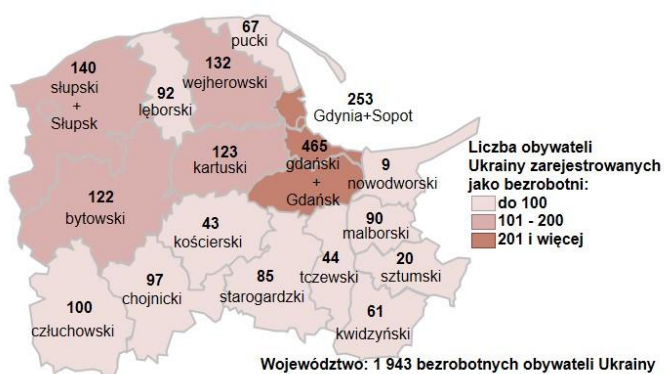 67
pucki
140
słupski
+
Słupsk
92
lęborski
132
wejherowski
253
Gdynia+Sopot
465
gdański
+
Gdańsk
123
kartuski
9
nowodworski
122
bytowski
43
kościerski
90
malborski
20
sztumski
44
tczewski
85
starogardzki
97
chojnicki
100
człuchowski
61
kwidzyński
Liczba obywateli
Ukrainy zarejestrowanych
jako bezrobotni:
do 100
101 - 200
201 i więcej
Województwo: 1 943 bezrobotnych obywateli Ukrainy